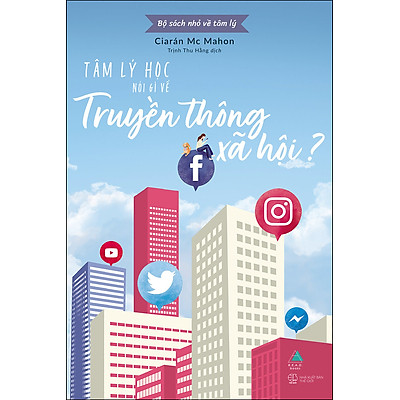 Bộ sách nhỏ về tâm lý
Ciarán Mc Mahon
Trịnh Thu Hằng dịch
TÂM LÝ HỌC
NÓI GÌ VỀ
Truyền thông
xã hội?
f